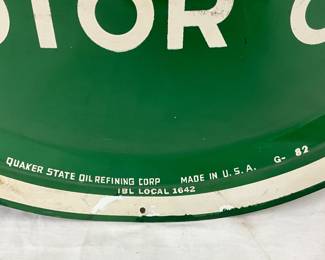 OTOR O
QUAKER STATE OIL REFINING CORP MADE IN U.S.A. G-82
IBL LOCAL 1642